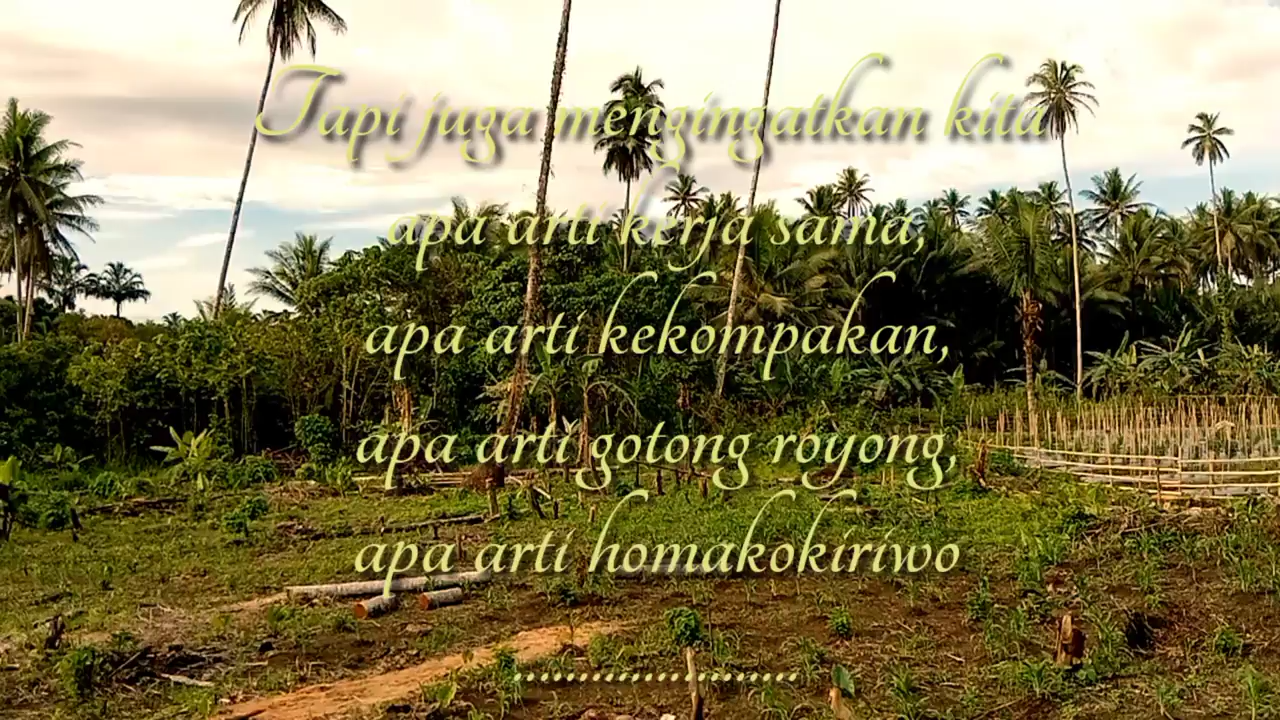 Tapi juga mengingatkan kita
apa arti kerja sama,
apa arti kekompakan,
apa arti gotong royong,
apa arti homakokiriwo
......................